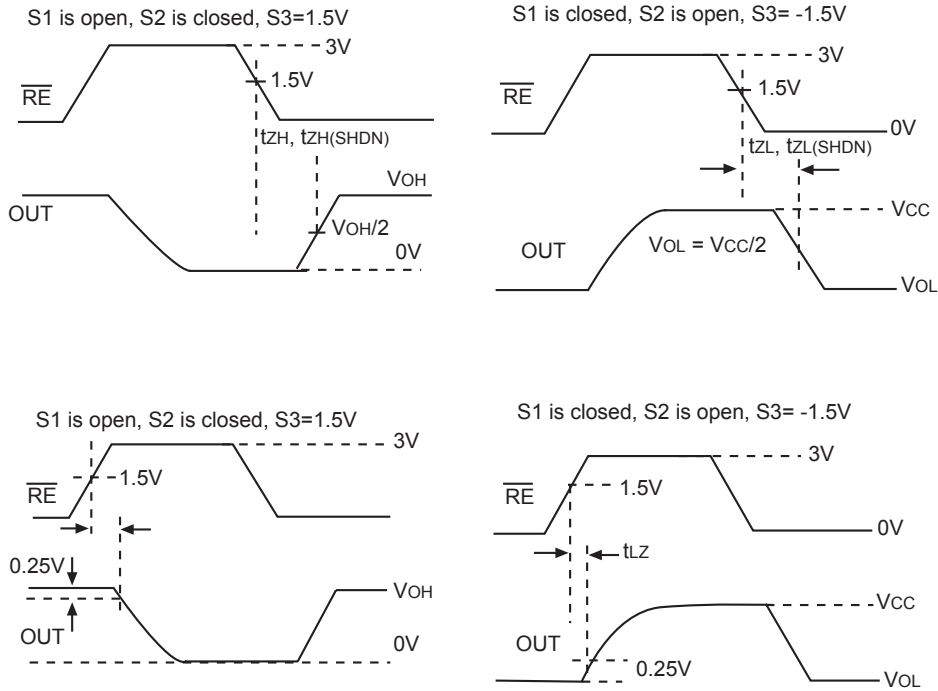 S1 is open, S2 is closed, S3=1.5V
3V
1.5V
RE
tZH, tZH(SHDN)
VOH
OUT
VOH/2
0V
S1 is closed, S2 is open, S3= -1.5V
3V
1.5V
RE
0V
tZL, tZL(SHDN)
VCC
OUT
VOL = VCC/2
VOL
S1 is open, S2 is closed, S3=1.5V
3V
1.5V
RE
0.25V
VOH
OUT
0V
S1 is closed, S2 is open, S3= -1.5V
3V
1.5V
RE
0V
tLZ
VCC
OUT
0.25V
VOL